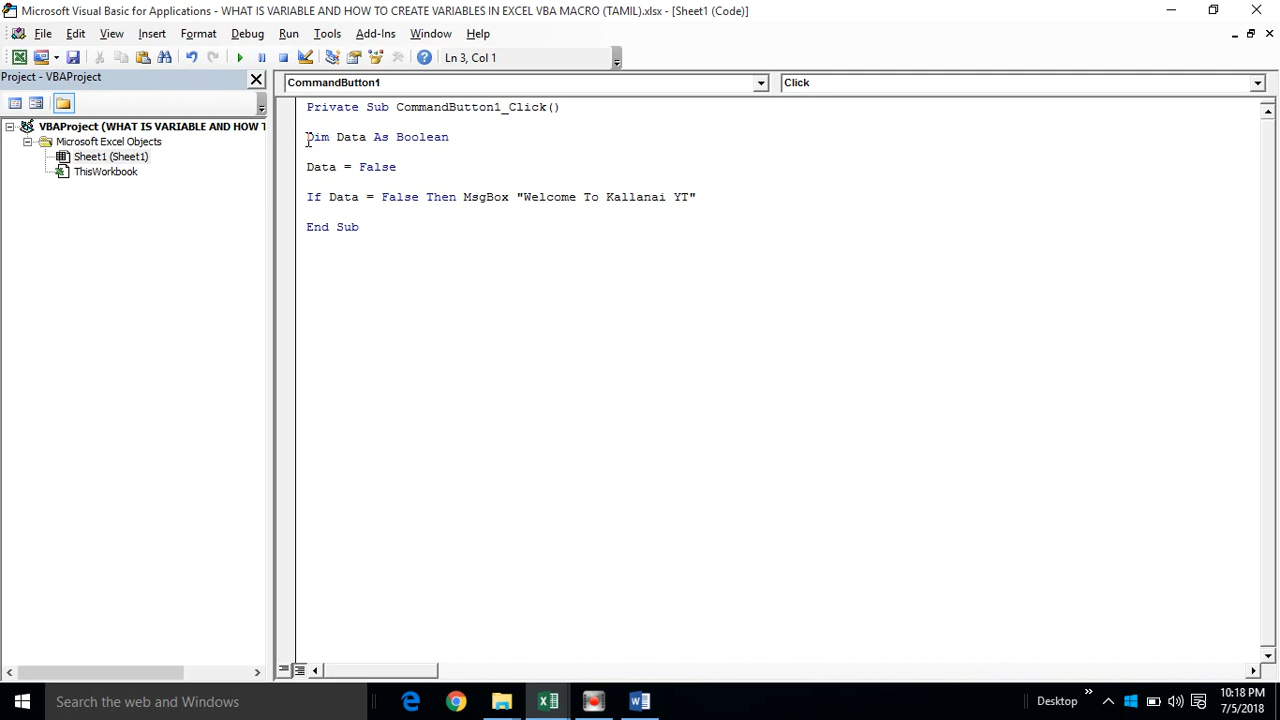 Microsoft Visual Basic for Applications - WHAT IS VARIABLE AND HOW TO CREATE VARIABLES IN EXCEL VBA MACRO (TAMIL).xlsx - [Sheet1 (Code)]
File Edit View Insert Format Debug Run Tools Add-Ins Window Help
Ln 3, Col 1
Project - VBAProject
CommandButton1
Click
VBAProject (WHAT IS VARIABLE AND HOW T
Microsoft Excel Objects
Sheet1 (Sheet1)
ThisWorkbook
Private Sub CommandButton1_Click()
Dim Data As Boolean
Data = False
If Data = False Then MsgBox "Welcome To Kallanai YT"
End Sub
Search the web and Windows
Desktop
10:18 PM
7/5/2018